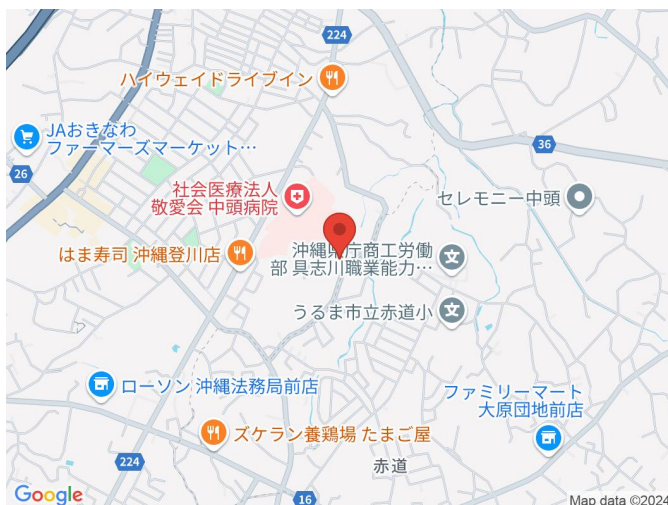 224
ハイウェイドライブイン
JAおきなわ
ファーマーズマーケット…
36
26
社会医療法人
敬愛会 中頭病院
セレモニー中頭
はま寿司 沖縄登川店
沖縄県庁商工労働
部 具志川職業能力…
うるま市立赤道小
ローソン 沖縄法務局前店
ファミリーマート
大原団地前店
ズケラン養鶏場 たまご屋
224
赤道
16
Google
Map data ©2024